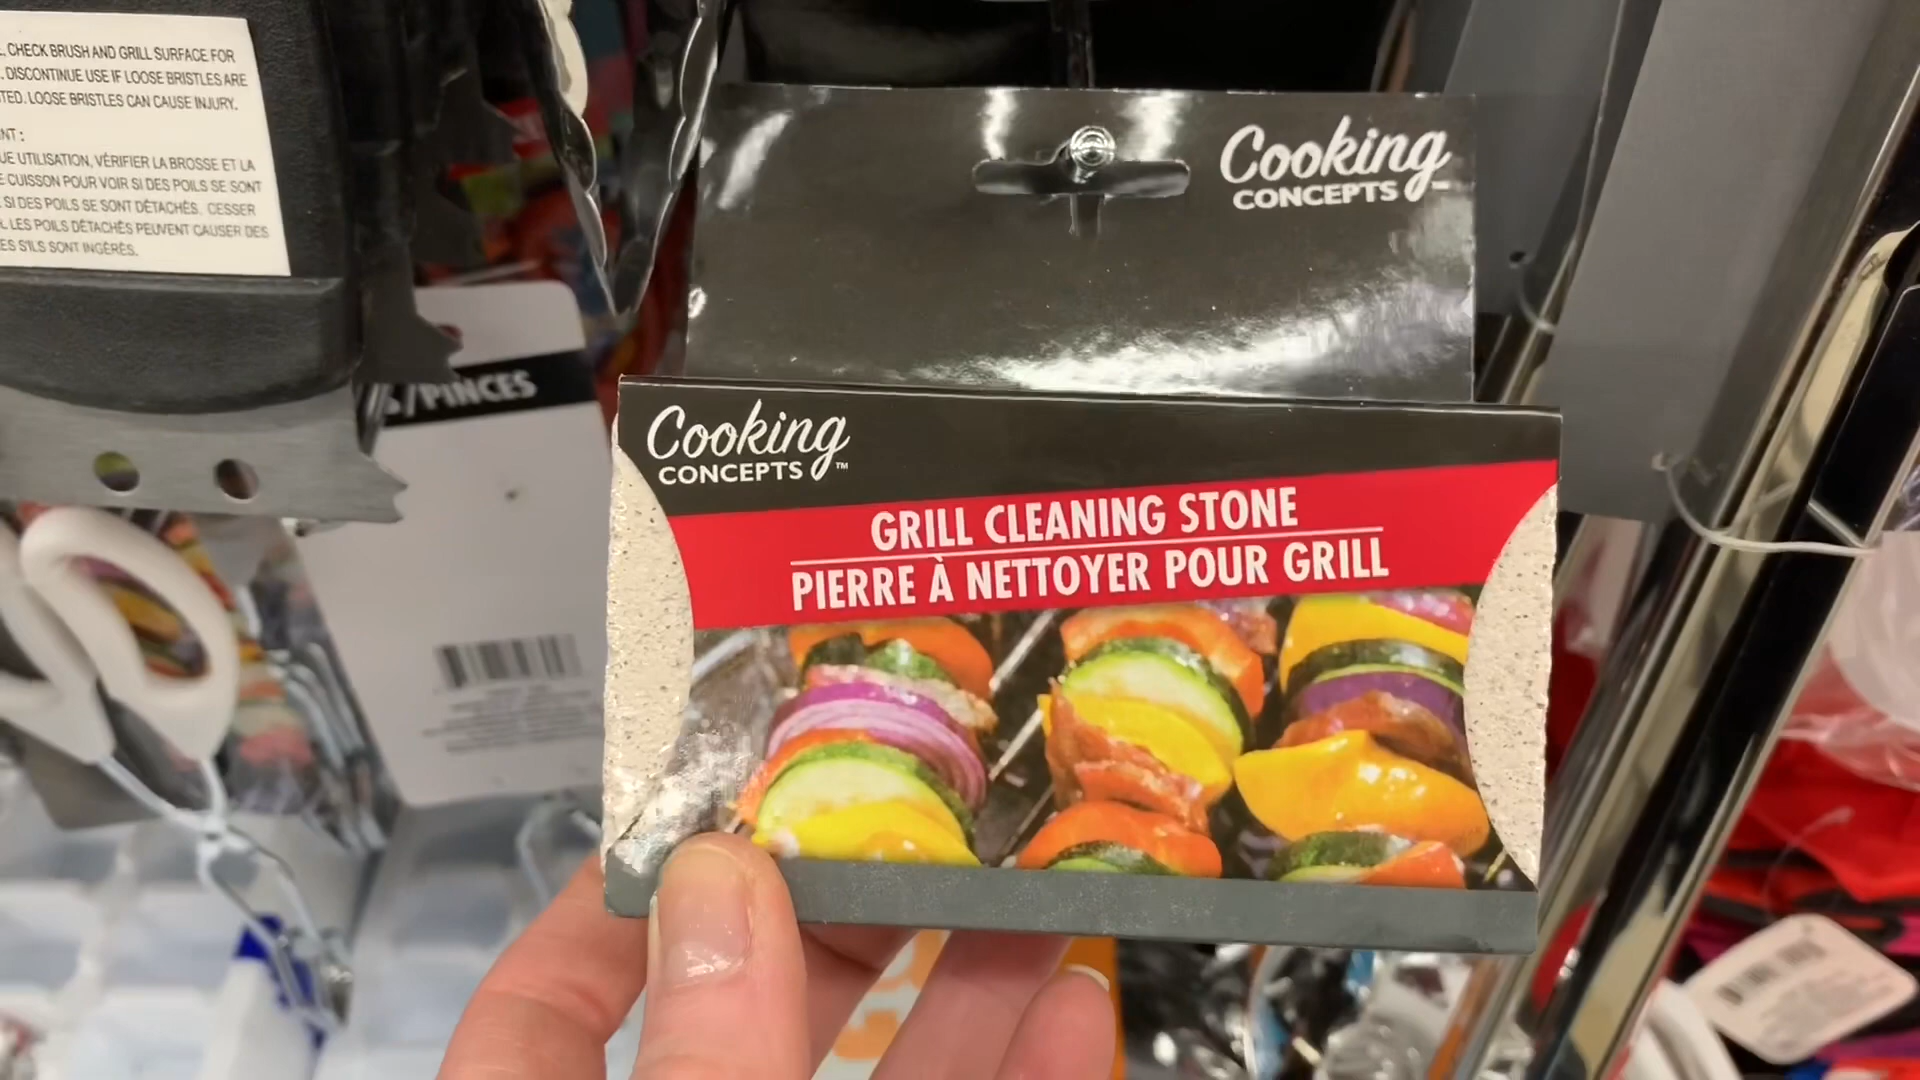 CHECK BRUSH AND GRILL SURFACE FOR
DISCONTINUE USE IF LOOSE BRISTLES ARE
LOOSE BRISTLES CAN CAUSE INJURY.
UTILISATION, VÉRIFIER LA BROSSE ET LA
CUISSON POUR VOIR SI DES POILS SE SONT
SI DES POILS SE SONT DÉTACHÉS, CESSER
LES POILS DÉTACHÉS PEUVENT CAUSER DES
S'ILS SONT INGÉRÉS.
/PINCES
Cooking
CONCEPTS
Cooking
CONCEPTS™
GRILL CLEANING STONE
PIERRE À NETTOYER POUR GRILL